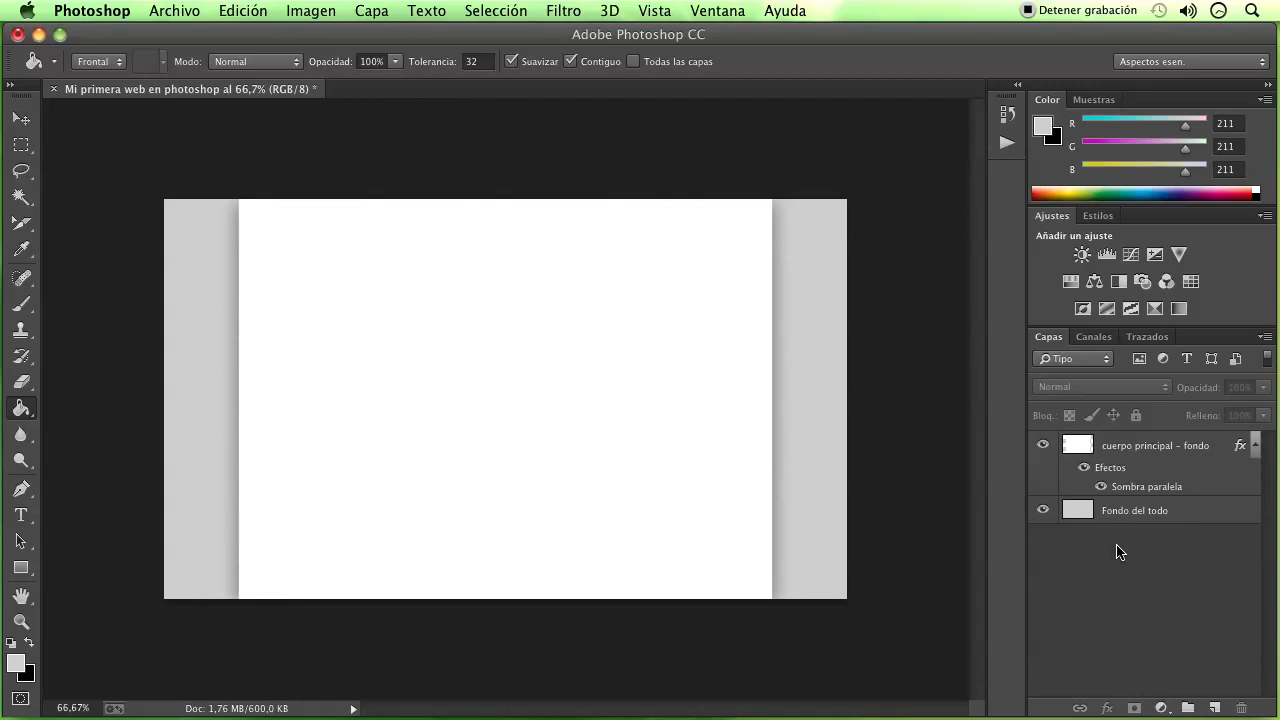 Photoshop Archivo Edición Imagen Capa Texto Selección Filtro 3D Vista Ventana Ayuda Detener grabación
Adobe Photoshop CC
Frontal Modo: Normal Opacidad: 100% Tolerancia: 32 Suavizar Contiguo Todas las capas Aspectos esen.
Mi primera web en photoshop al 66,7% (RGB/8) *
Color Muestras
R 211
G 211
B 211
Ajustes Estilos
Añadir un ajuste
Capas Canales Trazados
Tipo
Normal Opacidad: 100%
Bloq.: Relleno: 100%
cuerpo principal - fondo fx
Efectos
Sombra paralela
Fondo del todo
66,67% Doc: 1,76 MB/600,0 KB
fx